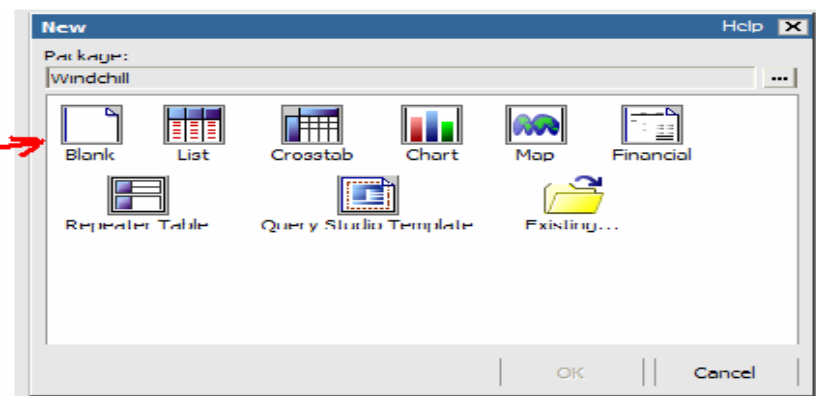 New Help
Package:
Windchill
...
Blank List Crosstab Chart Map Financial
Repeater Table Query Studio Template Existing...
OK Cancel